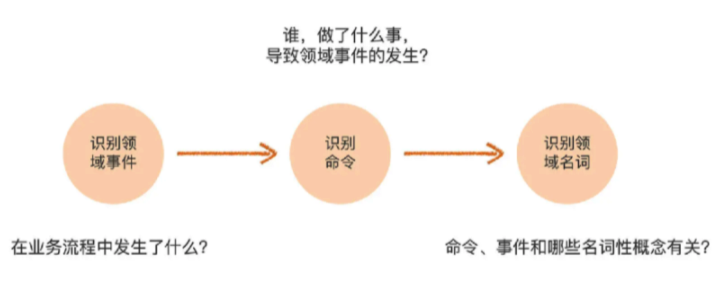 谁，做了什么事，
导致领域事件的发生？
识别领
域事件
识别
命令
识别领
域名词
在业务流程中发生了什么？
命令、事件和哪些名词性概念有关？